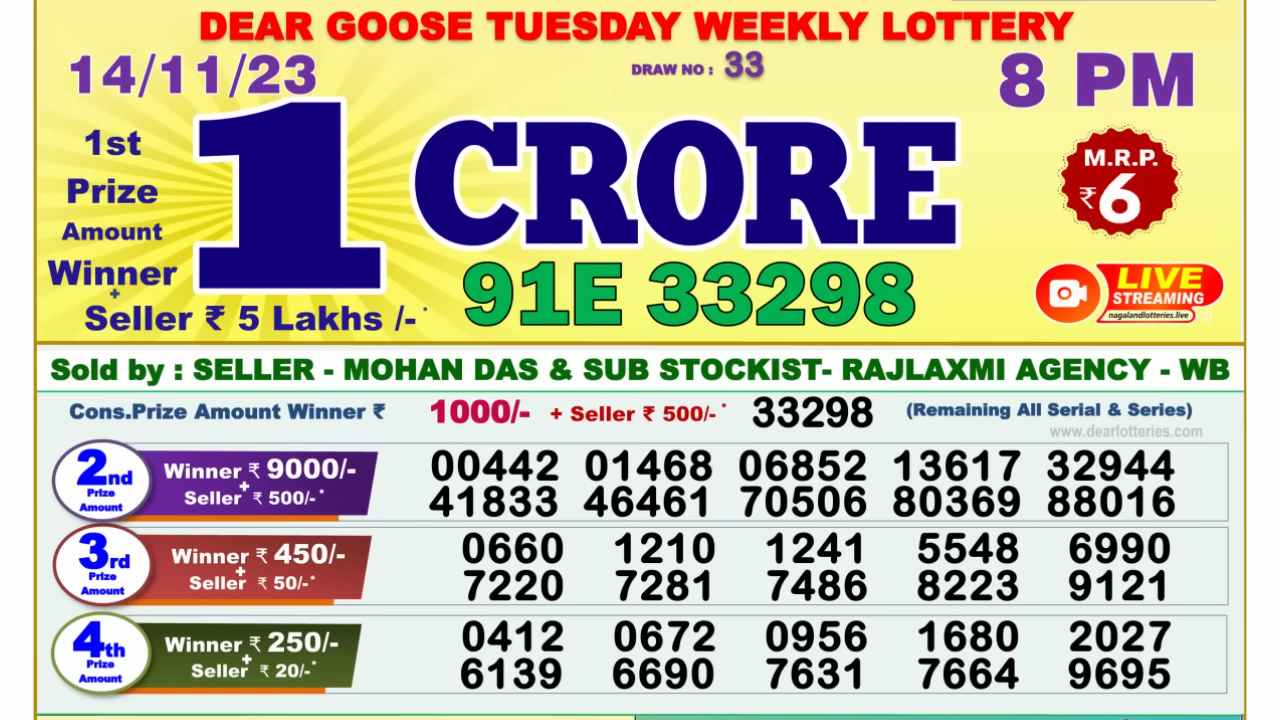 DEAR GOOSE TUESDAY WEEKLY LOTTERY
14/11/23
DRAW NO : 33
8 PM
1st
Prize
Amount
Winner
+
Seller ₹ 5 Lakhs /-*
1 CRORE
91E 33298
M.R.P.
₹6
LIVE
STREAMING
nagalandlotteries.live
Sold by : SELLER - MOHAN DAS & SUB STOCKIST- RAJLAXMI AGENCY - WB
Cons.Prize Amount Winner ₹ 1000/- + Seller ₹ 500/-* 33298 (Remaining All Serial & Series)
www.dearlotteries.com
2nd
Prize
Amount
Winner ₹ 9000/-
+
Seller ₹ 500/-*
00442 01468 06852 13617 32944
41833 46461 70506 80369 88016
3rd
Prize
Amount
Winner ₹ 450/-
+
Seller ₹ 50/-*
0660 1210 1241 5548 6990
7220 7281 7486 8223 9121
4th
Prize
Amount
Winner ₹ 250/-
+
Seller ₹ 20/-*
0412 0672 0956 1680 2027
6139 6690 7631 7664 9695